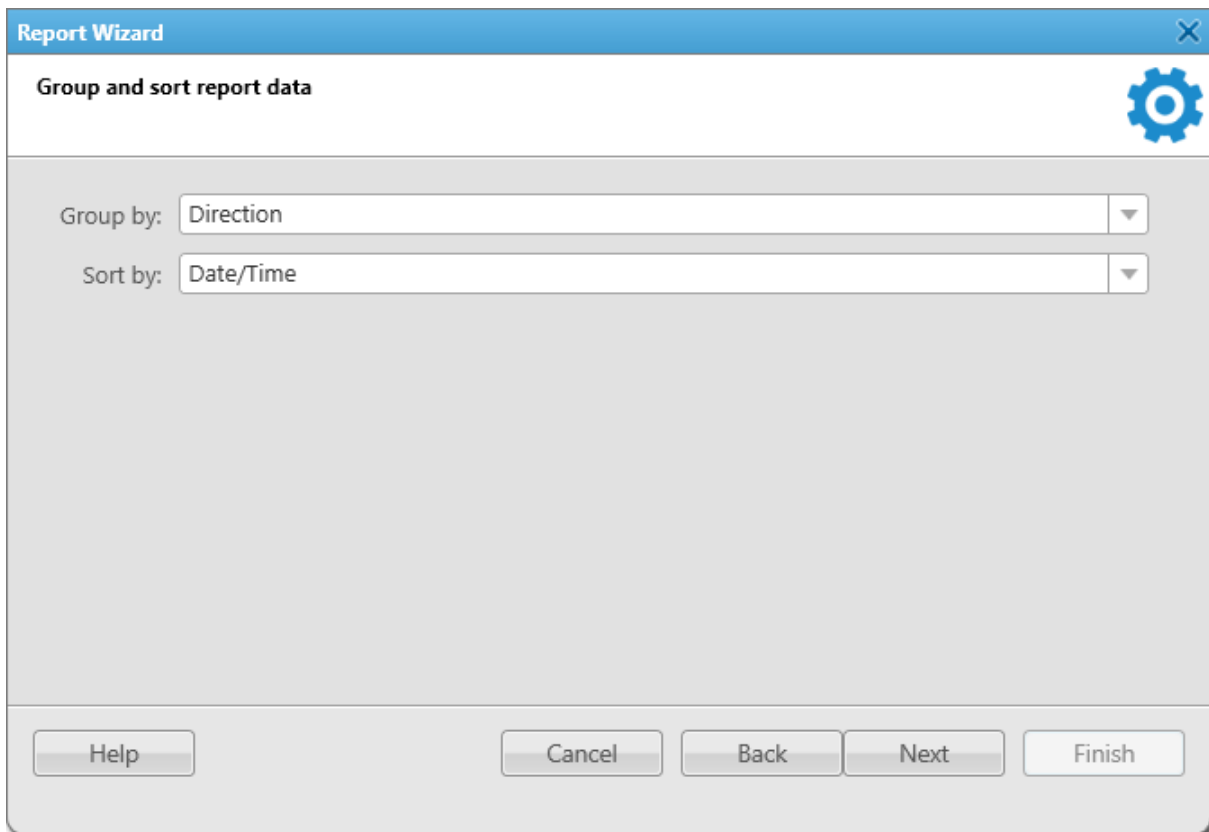 Report Wizard
Group and sort report data
Group by: Direction
Sort by: Date/Time
Help Cancel Back Next Finish